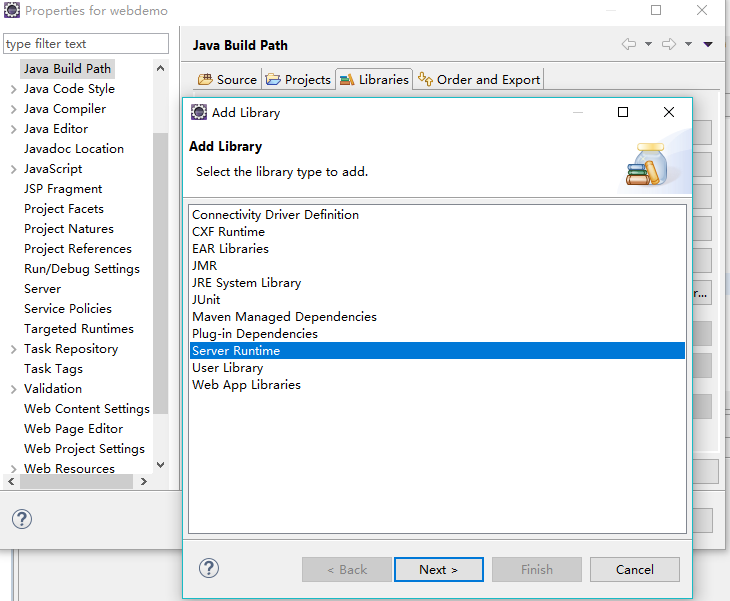 Properties for webdemo
type filter text
Java Build Path
Java Code Style
Java Compiler
Java Editor
Javadoc Location
JavaScript
JSP Fragment
Project Facets
Project Natures
Project References
Run/Debug Settings
Server
Service Policies
Targeted Runtimes
Task Repository
Task Tags
Validation
Web Content Settings
Web Page Editor
Web Project Settings
Web Resources
Java Build Path
Source Projects Libraries Order and Export
r...
Add Library
Add Library
Select the library type to add.
Connectivity Driver Definition
CXF Runtime
EAR Libraries
JMR
JRE System Library
JUnit
Maven Managed Dependencies
Plug-in Dependencies
Server Runtime
User Library
Web App Libraries
? < Back Next > Finish Cancel
?